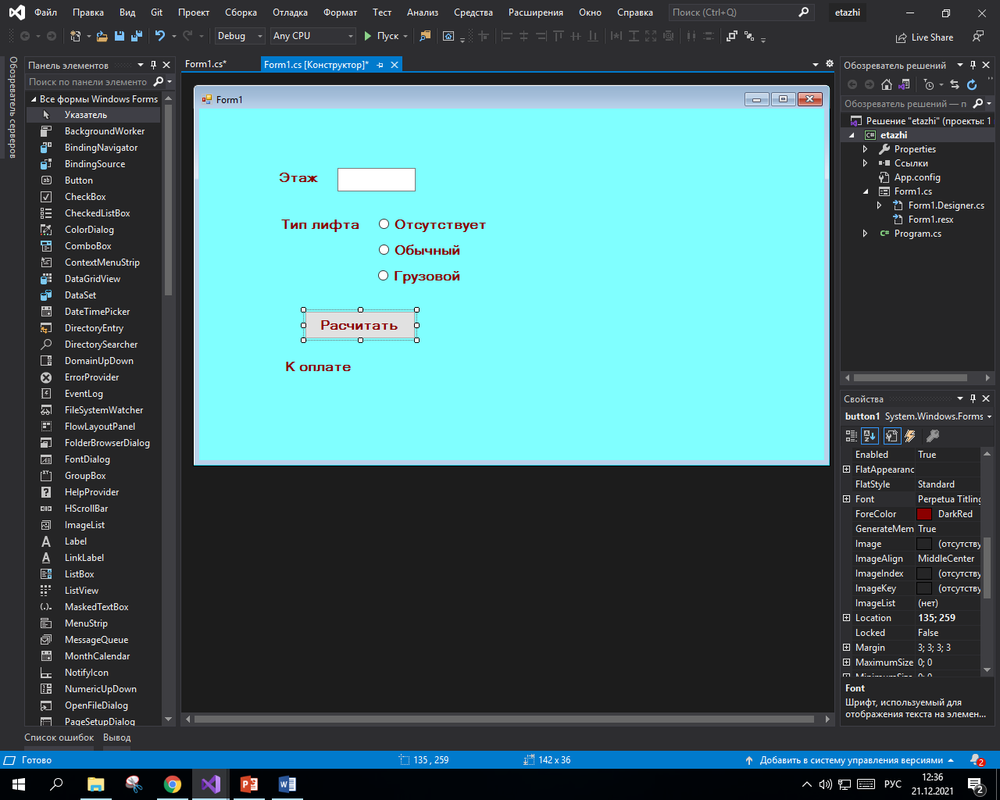 Файл Правка Вид Git Проект Сборка Отладка Формат Тест Анализ Средства Расширения Окно Справка Поиск (Ctrl+Q) etazhi
Debug Any CPU Пуск Live Share
Обозреватель серверов
Панель элементов
Поиск по панели элементо
Все формы Windows Forms
Указатель
BackgroundWorker
BindingNavigator
BindingSource
Button
CheckBox
CheckedListBox
ColorDialog
ComboBox
ContextMenuStrip
DataGridView
DataSet
DateTimePicker
DirectoryEntry
DirectorySearcher
DomainUpDown
ErrorProvider
EventLog
FileSystemWatcher
FlowLayoutPanel
FolderBrowserDialog
FontDialog
GroupBox
HelpProvider
HScrollBar
ImageList
Label
LinkLabel
ListBox
ListView
MaskedTextBox
MenuStrip
MessageQueue
MonthCalendar
NotifyIcon
NumericUpDown
OpenFileDialog
PageSetupDialog
Form1.cs* Form1.cs [Конструктор]*
Form1
Этаж
Тип лифта Отсутствует
Обычный
Грузовой
Расчитать
К оплате
Обозреватель решений
Обозреватель решений — п
Решение "etazhi" (проекты: 1
etazhi
Properties
Ссылки
App.config
Form1.cs
Form1.Designer.cs
Form1.resx
Program.cs
Свойства
button1 System.Windows.Forms
Enabled True
FlatAppearanc
FlatStyle Standard
Font Perpetua Titling
ForeColor DarkRed
GenerateMem True
Image (отсутству
ImageAlign MiddleCenter
ImageIndex (отсутству
ImageKey (отсутству
ImageList (нет)
Location 135; 259
Locked False
Margin 3; 3; 3; 3
MaximumSize 0; 0
MinimumSize 0; 0
Font
Шрифт, используемый для
отображения текста на элемен...
Список ошибок Вывод
Готово 135 , 259 142 x 36 Добавить в систему управления версиями 2
РУС 12:36
21.12.2021 2